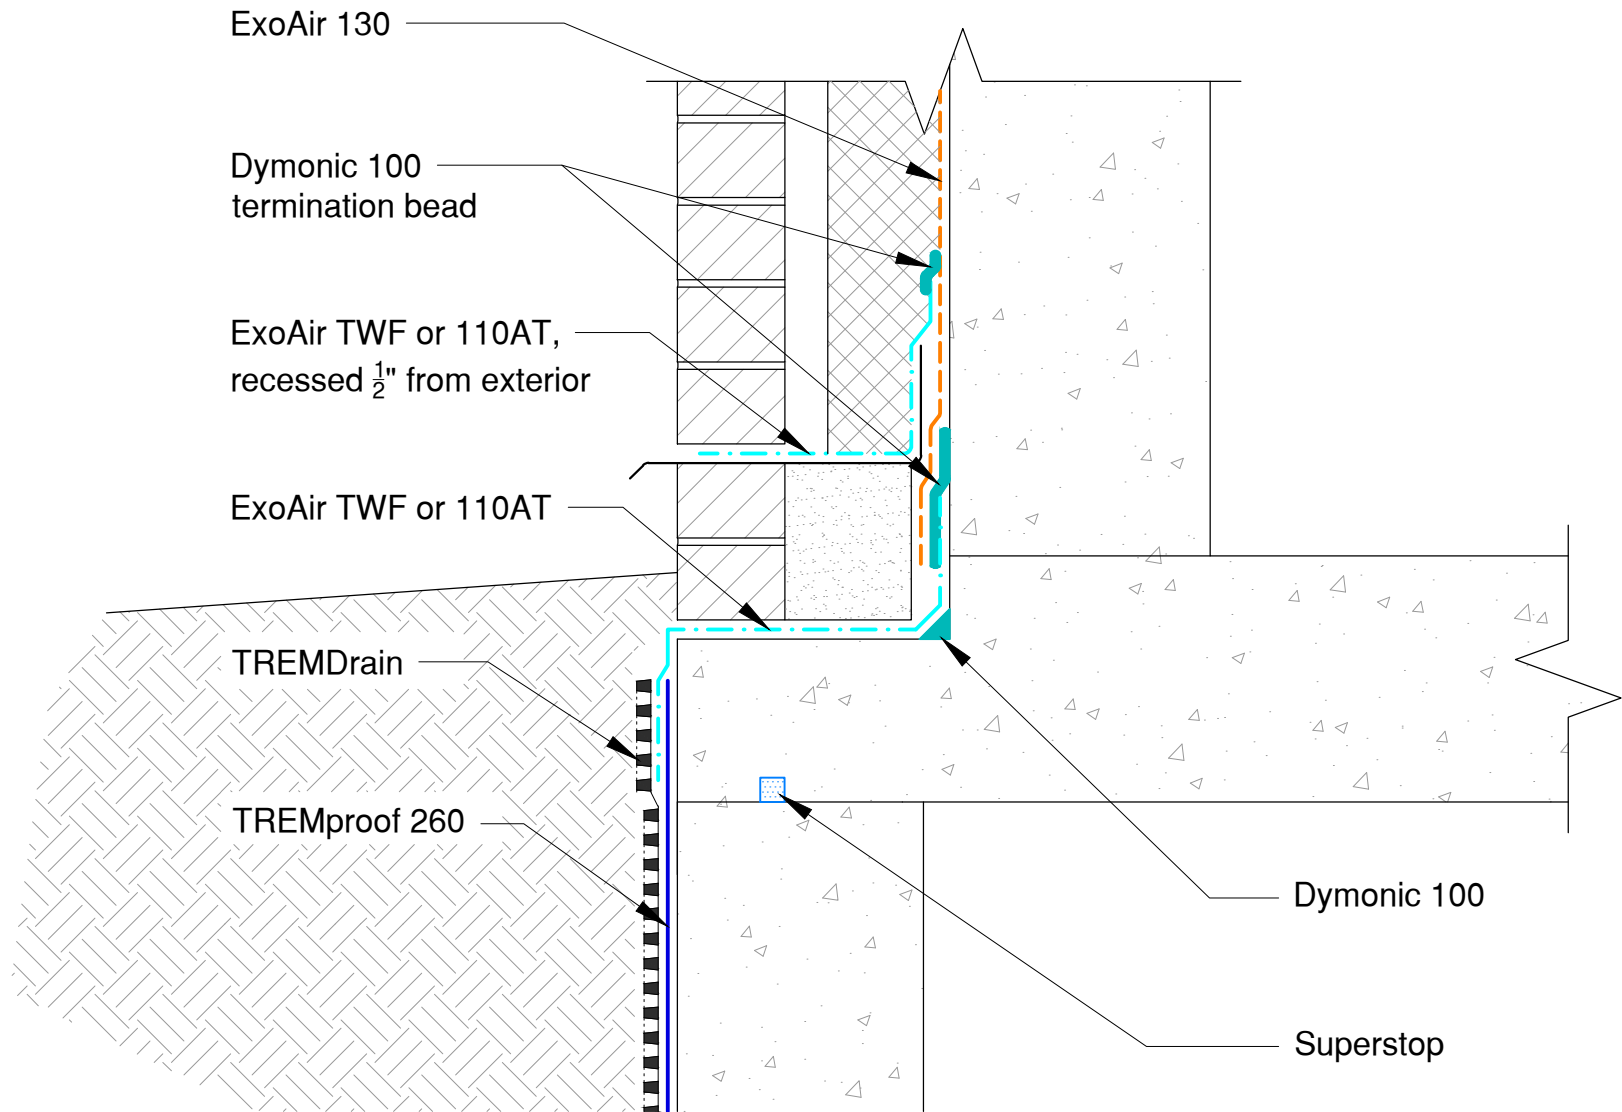 ExoAir 130
Dymonic 100
termination bead
ExoAir TWF or 110AT,
recessed 1/2" from exterior
ExoAir TWF or 110AT
TREMDrain
TREMproof 260
Dymonic 100
Superstop